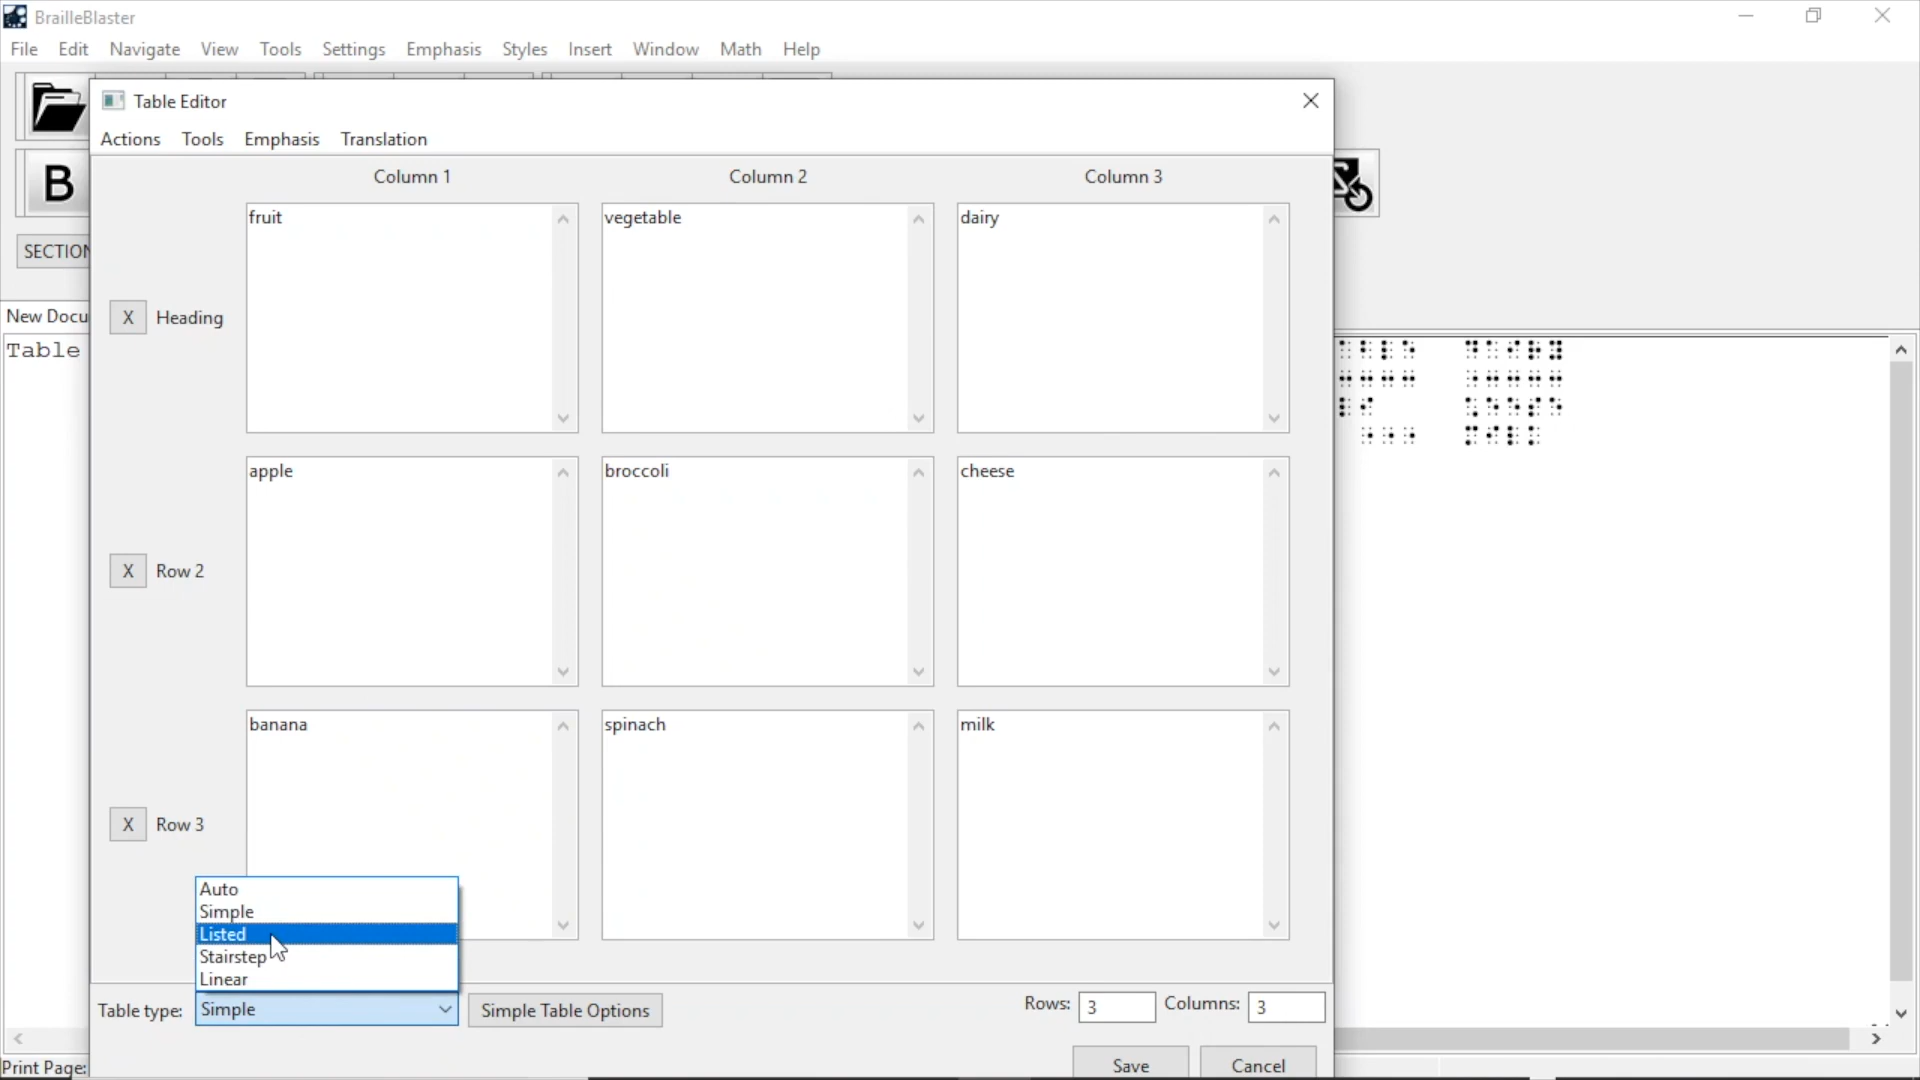 BrailleBlaster
File Edit Navigate View Tools Settings Emphasis Styles Insert Window Math Help
Table Editor
Actions Tools Emphasis Translation
B
SECTION
Column 1 Column 2 Column 3
X Heading fruit vegetable dairy
New Docu
Table
X Row 2 apple broccoli cheese
X Row 3 banana spinach milk
Auto
Simple
Listed
Stairstep
Linear
Table type: Simple Simple Table Options Rows: 3 Columns: 3
Save Cancel
Print Page: